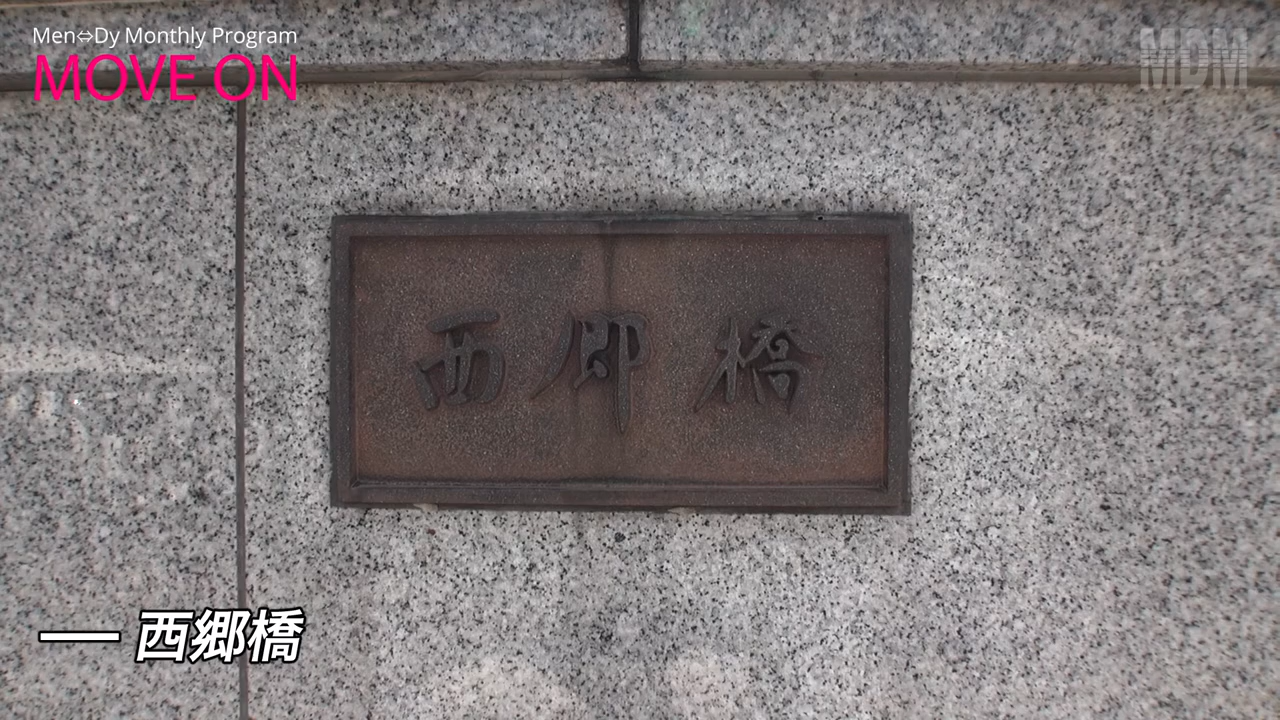 Men⇔Dy Monthly Program
MOVE ON
MDM
西郷橋
— 西郷橋